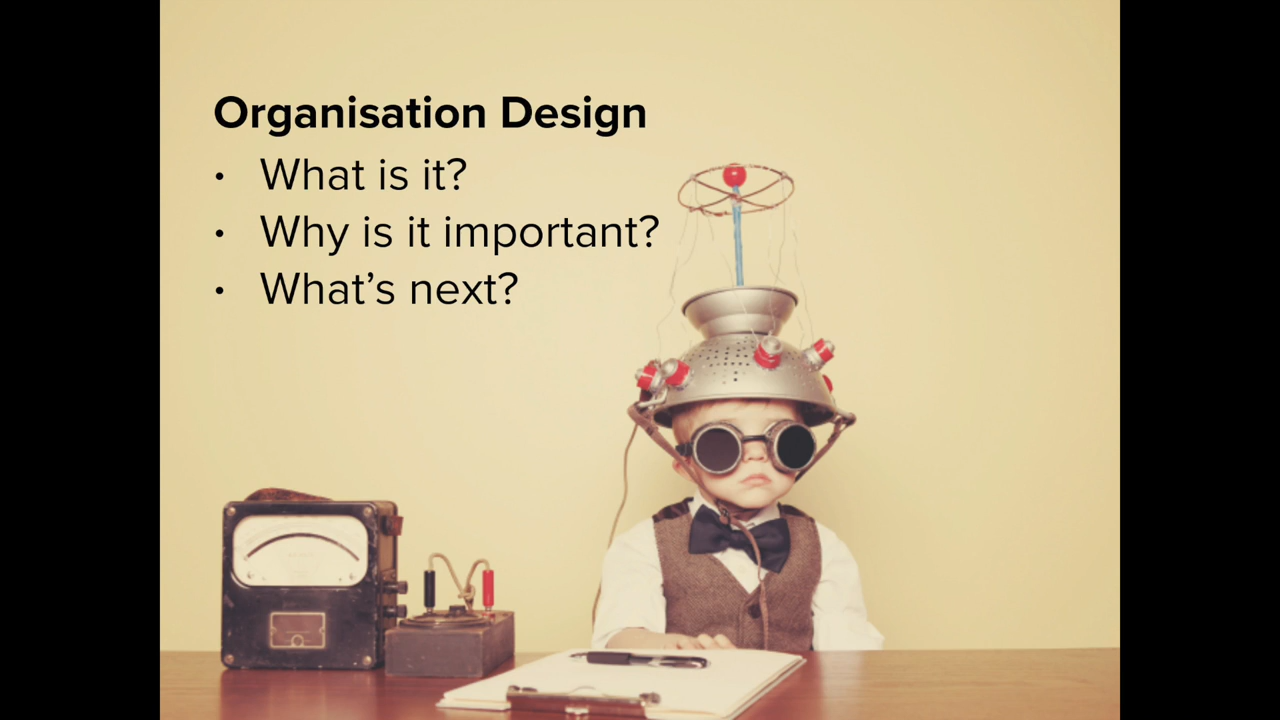 Organisation Design
• What is it?
• Why is it important?
• What’s next?